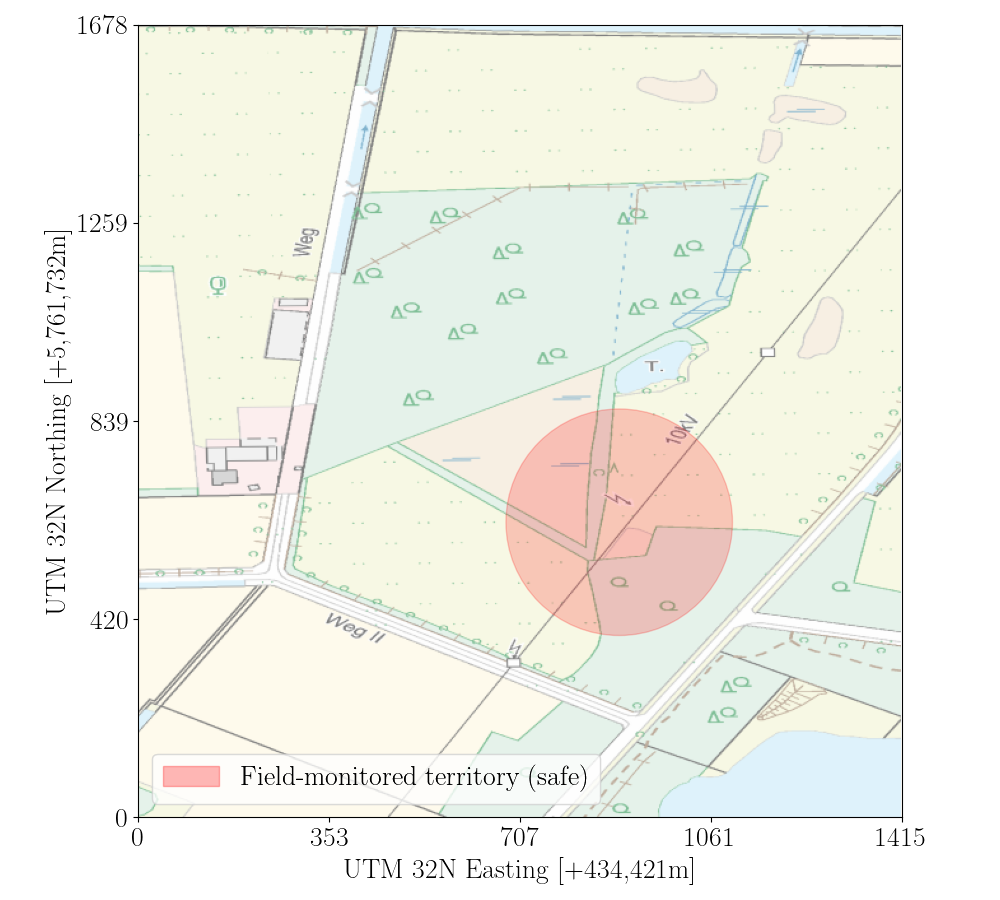 1678
1259
839
420
0
UTM 32N Northing [+5,761,732m]
Weg
T.
10kV
Weg II
Field-monitored territory (safe)
0
353
707
1061
1415
UTM 32N Easting [+434,421m]